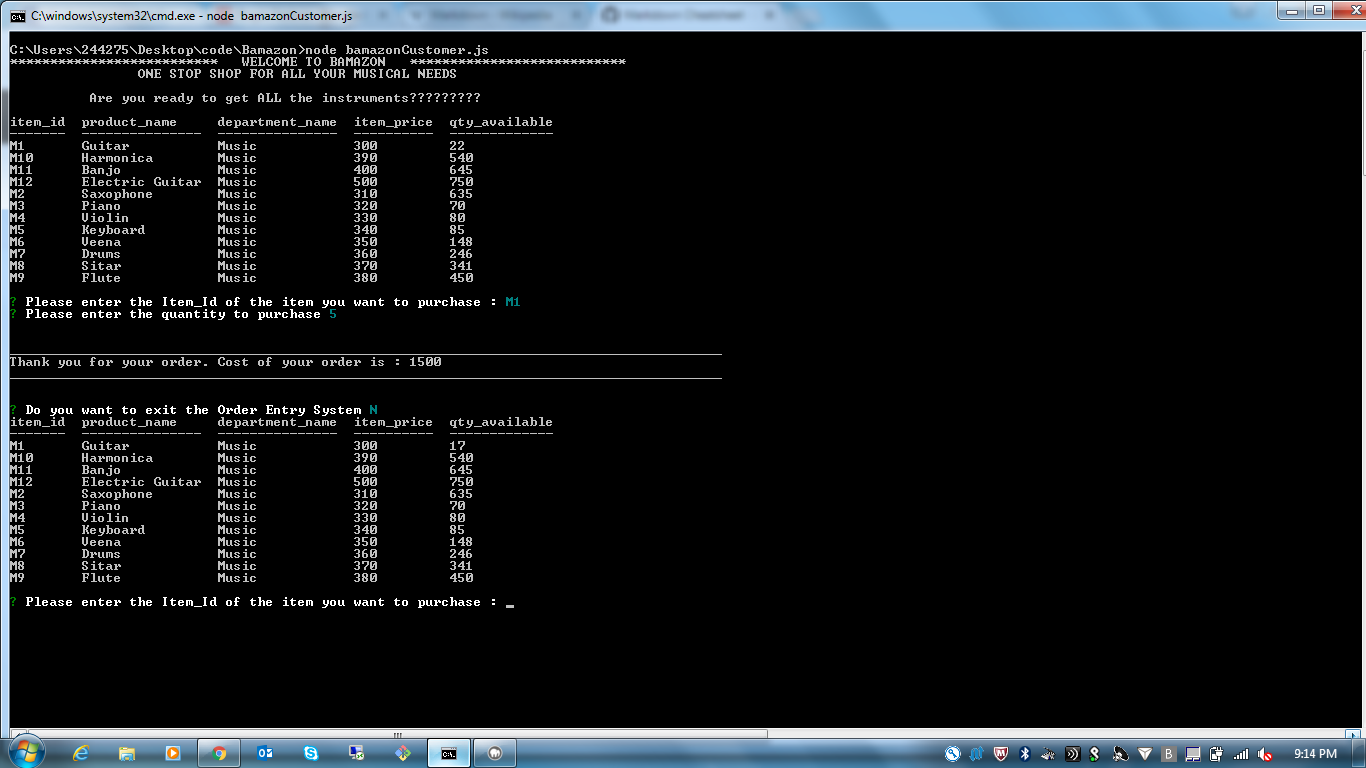 C:\windows\system32\cmd.exe - node  bamazonCustomer.js
C:\Users\244275\Desktop\code\Bamazon>node bamazonCustomer.js
************************** WELCOME TO BAMAZON ***************************
ONE STOP SHOP FOR ALL YOUR MUSICAL NEEDS
Are you ready to get ALL the instruments?????????
item_id product_name department_name item_price qty_available
------- --------------- --------------- ---------- -------------
M1 Guitar Music 300 22
M10 Harmonica Music 390 540
M11 Banjo Music 400 645
M12 Electric Guitar Music 500 750
M2 Saxophone Music 310 635
M3 Piano Music 320 70
M4 Violin Music 330 80
M5 Keyboard Music 340 85
M6 Veena Music 350 148
M7 Drums Music 360 246
M8 Sitar Music 370 341
M9 Flute Music 380 450
? Please enter the Item_Id of the item you want to purchase : M1
? Please enter the quantity to purchase 5
Thank you for your order. Cost of your order is : 1500
? Do you want to exit the Order Entry System N
item_id product_name department_name item_price qty_available
------- --------------- --------------- ---------- -------------
M1 Guitar Music 300 17
M10 Harmonica Music 390 540
M11 Banjo Music 400 645
M12 Electric Guitar Music 500 750
M2 Saxophone Music 310 635
M3 Piano Music 320 70
M4 Violin Music 330 80
M5 Keyboard Music 340 85
M6 Veena Music 350 148
M7 Drums Music 360 246
M8 Sitar Music 370 341
M9 Flute Music 380 450
? Please enter the Item_Id of the item you want to purchase : _
9:14 PM